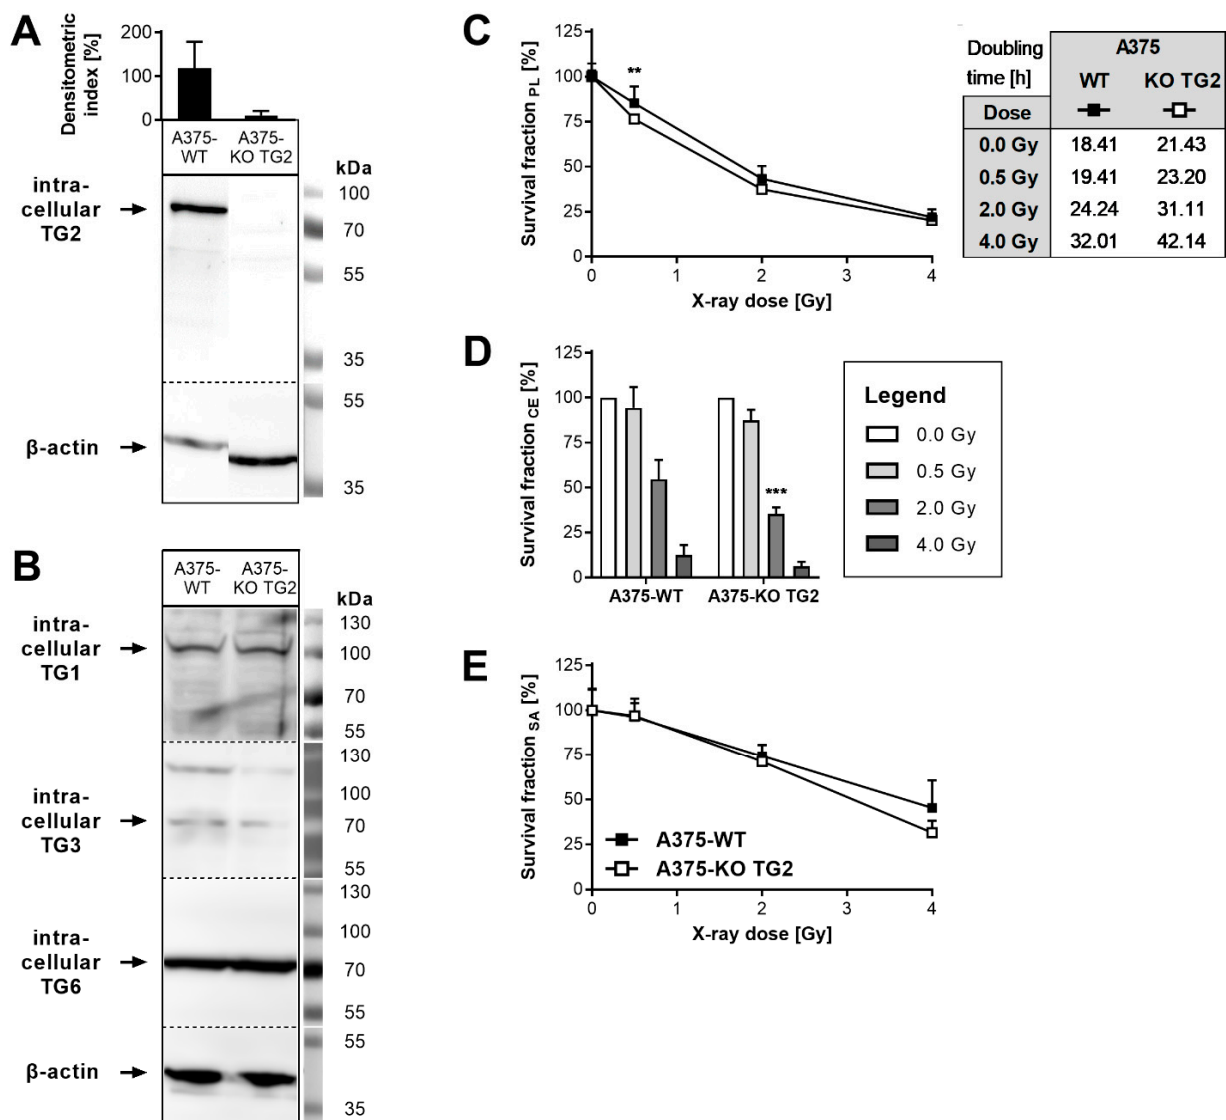 A
Densitometric
index [%]
200
100
0
A375-
WT
A375-
KO TG2
kDa
intra-
cellular
TG2
100
70
55
35
55
β-actin
35
B
A375-
WT
A375-
KO TG2
kDa
intra-
cellular
TG1
130
100
70
55
intra-
cellular
TG3
130
100
70
55
intra-
cellular
TG6
130
100
70
55
β-actin
55
35
C
Survival fraction PL [%]
125
100
75
50
25
0
**
0
1
2
3
4
X-ray dose [Gy]
Doubling
time [h]
A375
WT
KO TG2
Dose
0.0 Gy 18.41 21.43
0.5 Gy 19.41 23.20
2.0 Gy 24.24 31.11
4.0 Gy 32.01 42.14
D
Survival fraction CE [%]
125
100
75
50
25
0
***
A375-WT
A375-KO TG2
Legend
0.0 Gy
0.5 Gy
2.0 Gy
4.0 Gy
E
Survival fraction SA [%]
125
100
75
50
25
0
A375-WT
A375-KO TG2
0
1
2
3
4
X-ray dose [Gy]